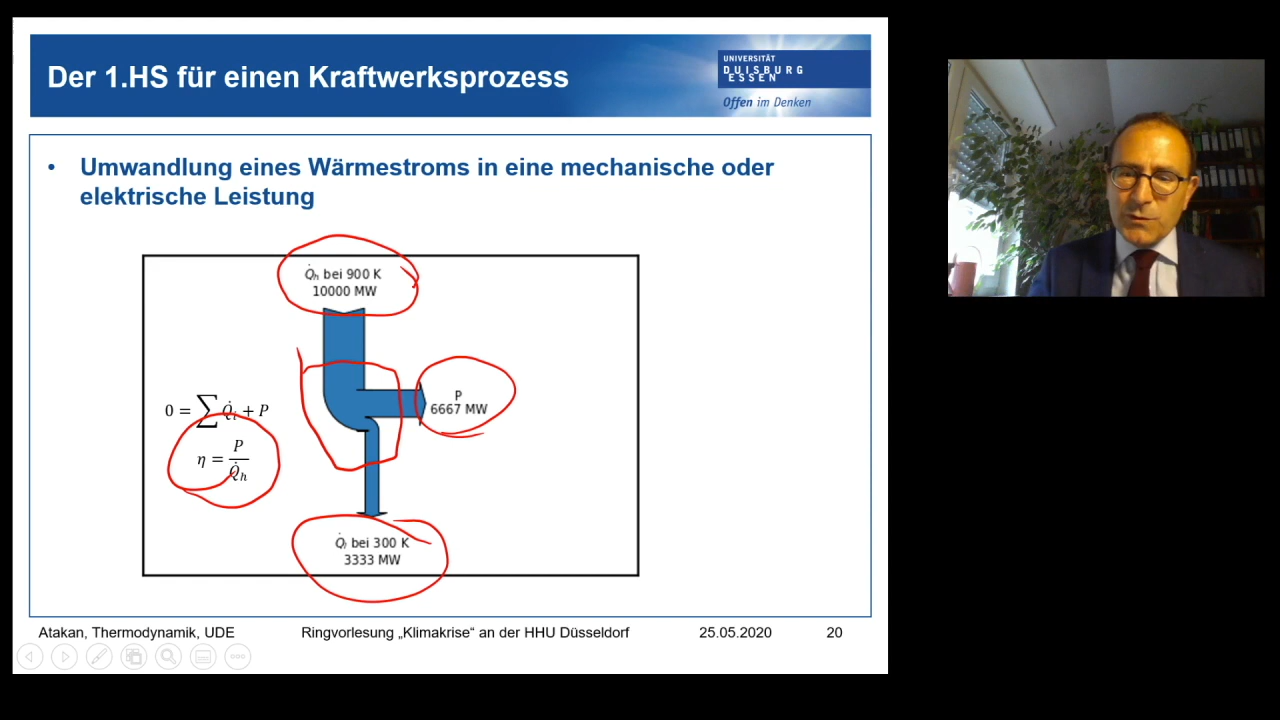 Der 1.HS für einen Kraftwerksprozess
UNIVERSITÄT
DUISBURG
ESSEN
Offen im Denken
• Umwandlung eines Wärmestroms in eine mechanische oder
elektrische Leistung
Q̇ₕ bei 900 K
10000 MW
P
6667 MW
0 = ∑ Q̇ᵢ + P
η = P / Q̇ₕ
Q̇ₗ bei 300 K
3333 MW
Atakan, Thermodynamik, UDE
Ringvorlesung „Klimakrise“ an der HHU Düsseldorf
25.05.2020
20